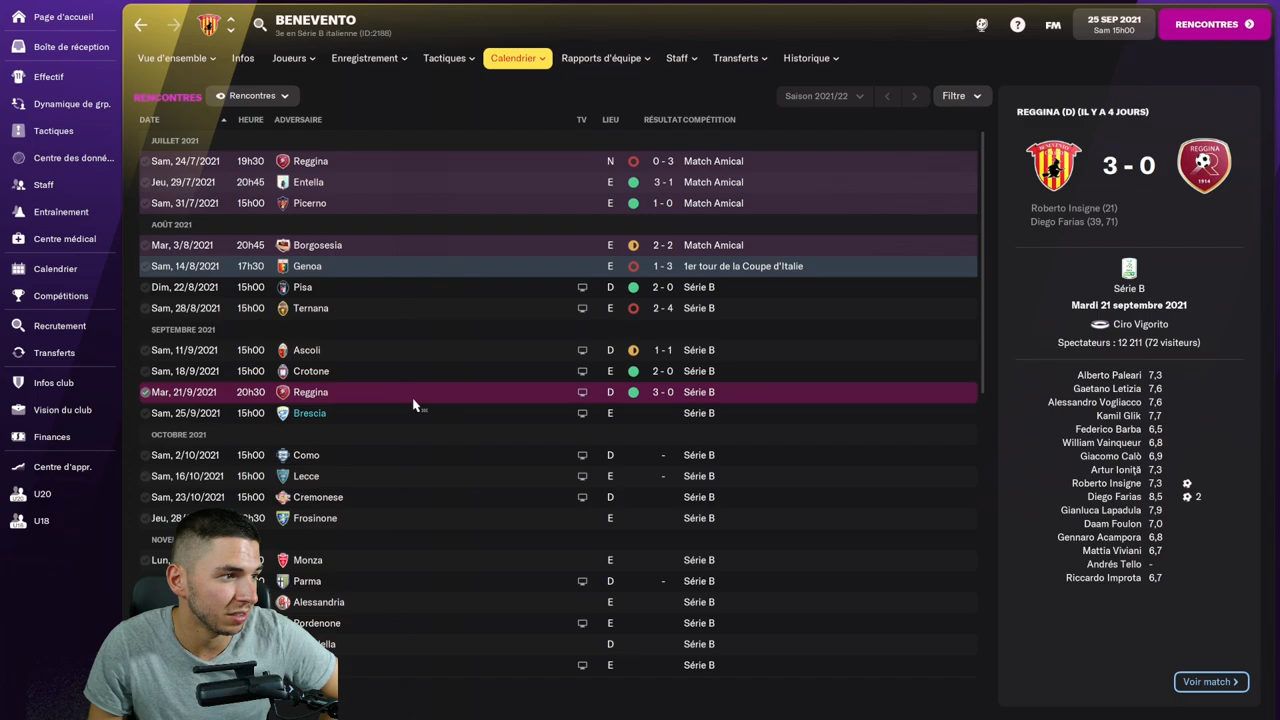 Page d'accueil
Boîte de réception
Effectif
Dynamique de grp.
Tactiques
Centre des donné...
Staff
Entraînement
Centre médical
Calendrier
Compétitions
Recrutement
Transferts
Infos club
Vision du club
Finances
Centre d'appr.
U20
U18
BENEVENTO
3e en Série B italienne (ID:2188)
FM
25 SEP 2021
Sam 15h00
RENCONTRES
Vue d'ensemble Infos Joueurs Enregistrement Tactiques Calendrier Rapports d'équipe Staff Transferts Historique
RENCONTRES Rencontres Saison 2021/22 Filtre
DATE HEURE ADVERSAIRE TV LIEU RÉSULTAT COMPÉTITION
JUILLET 2021
Sam, 24/7/2021 19h30 Reggina N 0 - 3 Match Amical
Jeu, 29/7/2021 20h45 Entella E 3 - 1 Match Amical
Sam, 31/7/2021 15h00 Picerno E 1 - 0 Match Amical
AOÛT 2021
Mar, 3/8/2021 20h45 Borgosesia E 2 - 2 Match Amical
Sam, 14/8/2021 17h30 Genoa E 1 - 3 1er tour de la Coupe d'Italie
Dim, 22/8/2021 15h00 Pisa D 2 - 0 Série B
Sam, 28/8/2021 15h00 Ternana E 2 - 4 Série B
SEPTEMBRE 2021
Sam, 11/9/2021 15h00 Ascoli D 1 - 1 Série B
Sam, 18/9/2021 15h00 Crotone E 2 - 0 Série B
Mar, 21/9/2021 20h30 Reggina D 3 - 0 Série B
Sam, 25/9/2021 15h00 Brescia E Série B
OCTOBRE 2021
Sam, 2/10/2021 15h00 Como D - Série B
Sam, 16/10/2021 15h00 Lecce E - Série B
Sam, 23/10/2021 15h00 Cremonese D Série B
Jeu, 28 h30 Frosinone E Série B
NOVE
Lun, Monza E Série B
Parma D - Série B
Alessandria E Série B
Pordenone E Série B
della D Série B
E Série B
REGGINA (D) (IL Y A 4 JOURS)
REGGINA
1914
3 - 0
Roberto Insigne (21)
Diego Farias (39, 71)
Série B
Mardi 21 septembre 2021
Ciro Vigorito
Spectateurs : 12 211 (72 visiteurs)
Alberto Paleari 7,3
Gaetano Letizia 7,6
Alessandro Vogliacco 7,6
Kamil Glik 7,7
Federico Barba 6,5
William Vainqueur 6,8
Giacomo Calò 6,9
Artur Ioniţă 7,3
Roberto Insigne 7,3
Diego Farias 8,5 2
Gianluca Lapadula 7,9
Daam Foulon 7,0
Gennaro Acampora 6,8
Mattia Viviani 6,7
Andrés Tello -
Riccardo Improta 6,7
Voir match